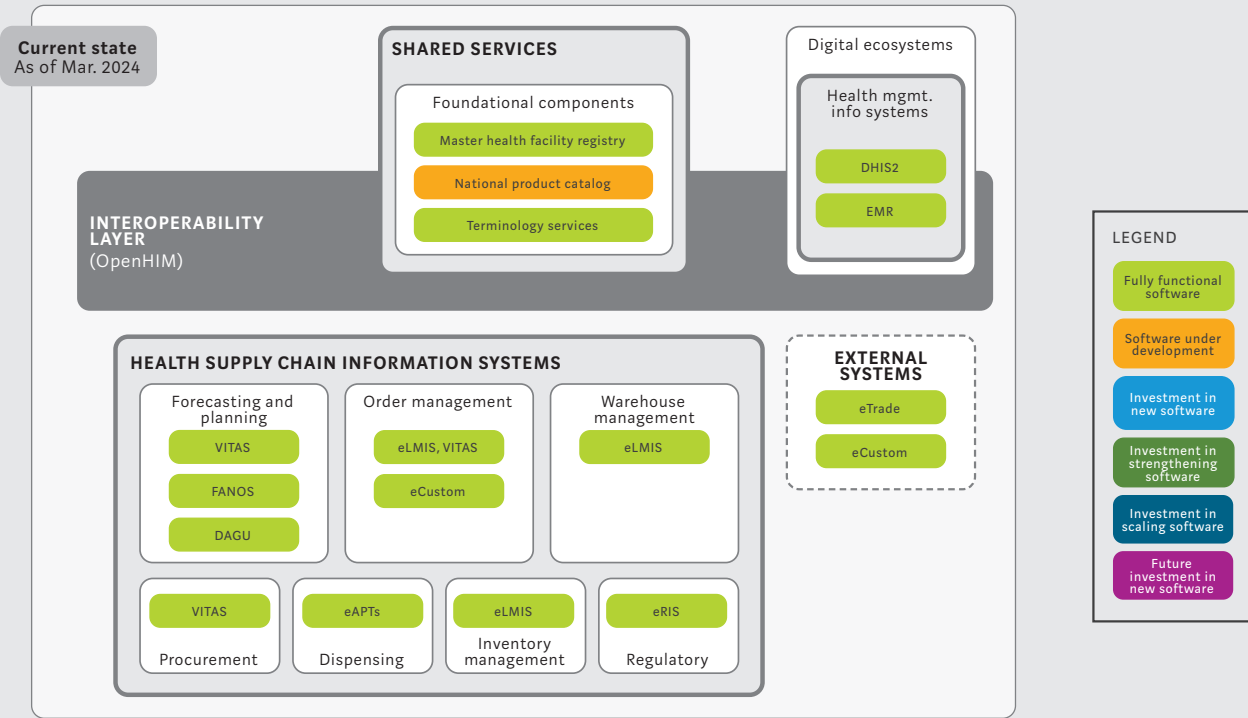 Current state
As of Mar. 2024
SHARED SERVICES
Foundational components
Master health facility registry
National product catalog
Terminology services
Digital ecosystems
Health mgmt.
info systems
DHIS2
EMR
INTEROPERABILITY
LAYER
(OpenHIM)
HEALTH SUPPLY CHAIN INFORMATION SYSTEMS
Forecasting and
planning
VITAS
FANOS
DAGU
Order management
eLMIS, VITAS
eCustom
Warehouse
management
eLMIS
VITAS
Procurement
eAPTs
Dispensing
eLMIS
Inventory
management
eRIS
Regulatory
EXTERNAL
SYSTEMS
eTrade
eCustom
LEGEND
Fully functional
software
Software under
development
Investment in
new software
Investment in
strengthening
software
Investment in
scaling software
Future
investment in
new software